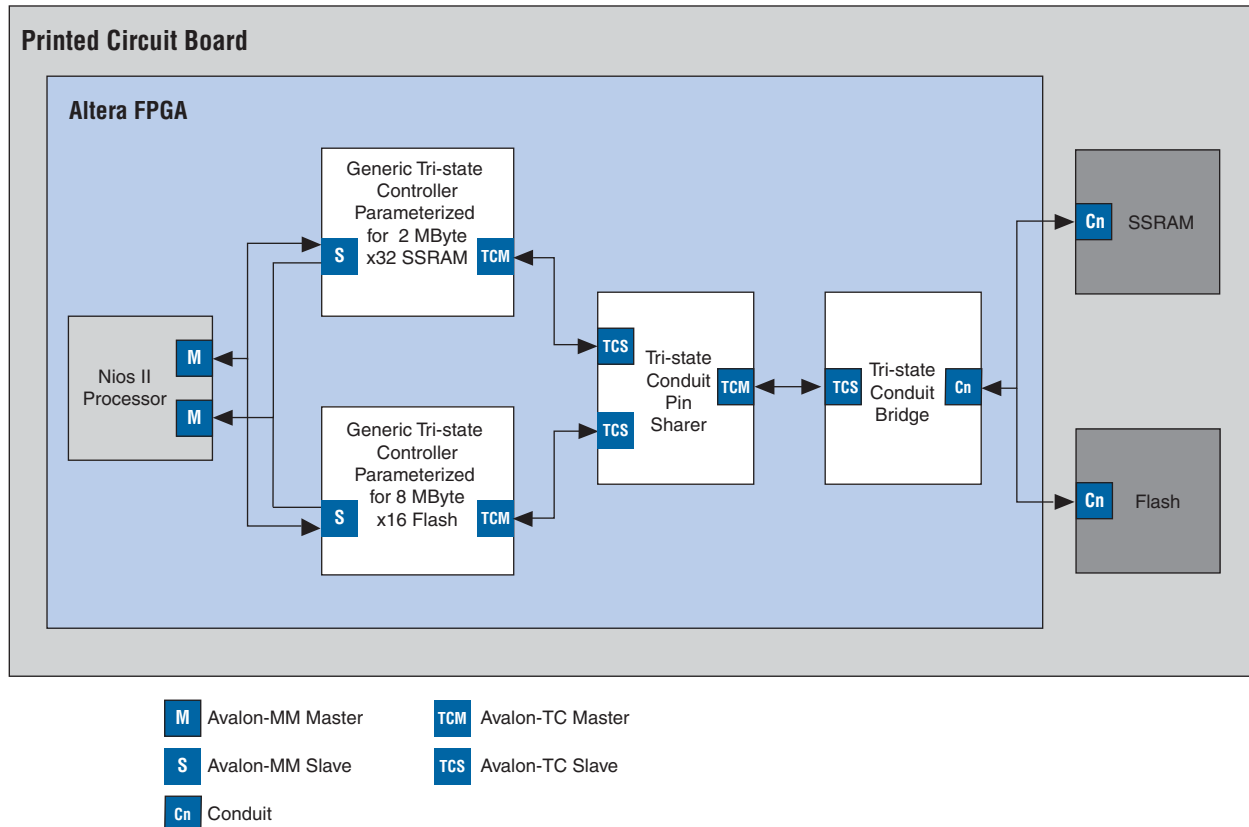 Printed Circuit Board
Altera FPGA
Generic Tri-state
Controller
Parameterized
for 2 MByte
x32 SSRAM
S
TCM
Cn
SSRAM
Nios II
Processor
M
M
TCS
TCS
Tri-state
Conduit
Pin
Sharer
TCM
TCS
Tri-state
Conduit
Bridge
Cn
Generic Tri-state
Controller
Parameterized
for 8 MByte
x16 Flash
S
TCM
Cn
Flash
M Avalon-MM Master
TCM Avalon-TC Master
S Avalon-MM Slave
TCS Avalon-TC Slave
Cn Conduit